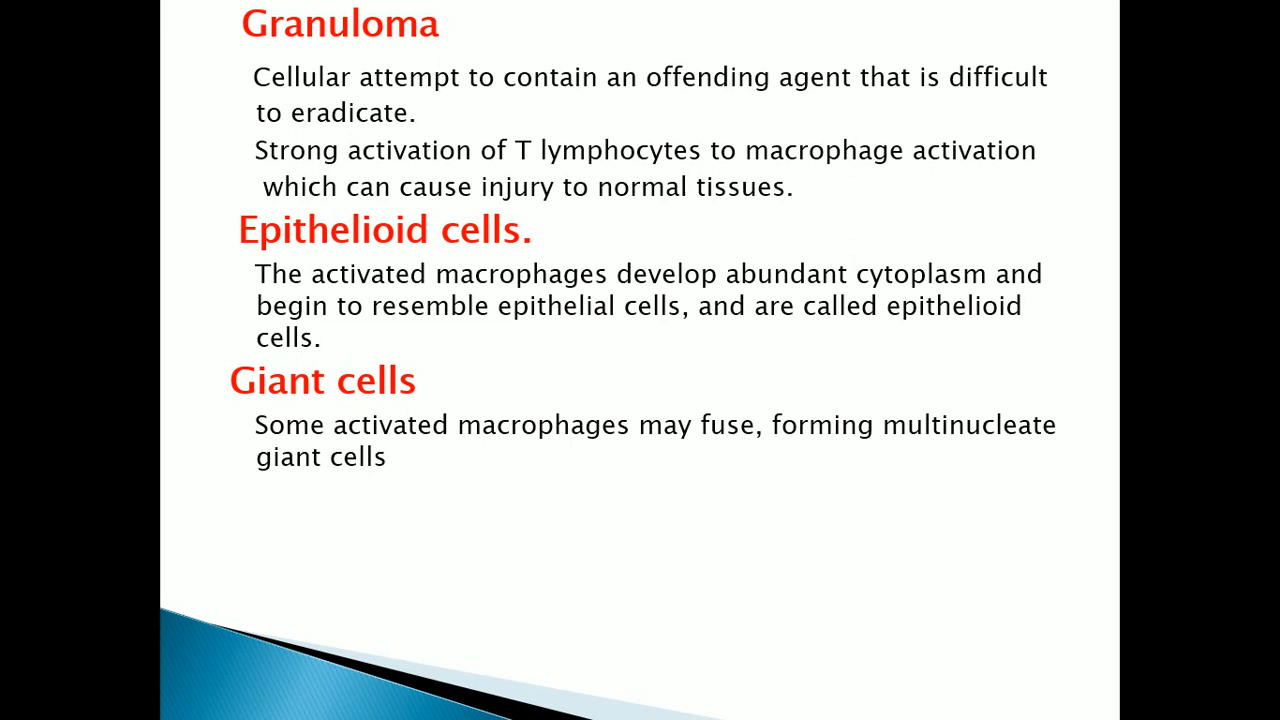 Granuloma
Cellular attempt to contain an offending agent that is difficult
to eradicate.
Strong activation of T lymphocytes to macrophage activation
which can cause injury to normal tissues.
Epithelioid cells.
The activated macrophages develop abundant cytoplasm and
begin to resemble epithelial cells, and are called epithelioid
cells.
Giant cells
Some activated macrophages may fuse, forming multinucleate
giant cells